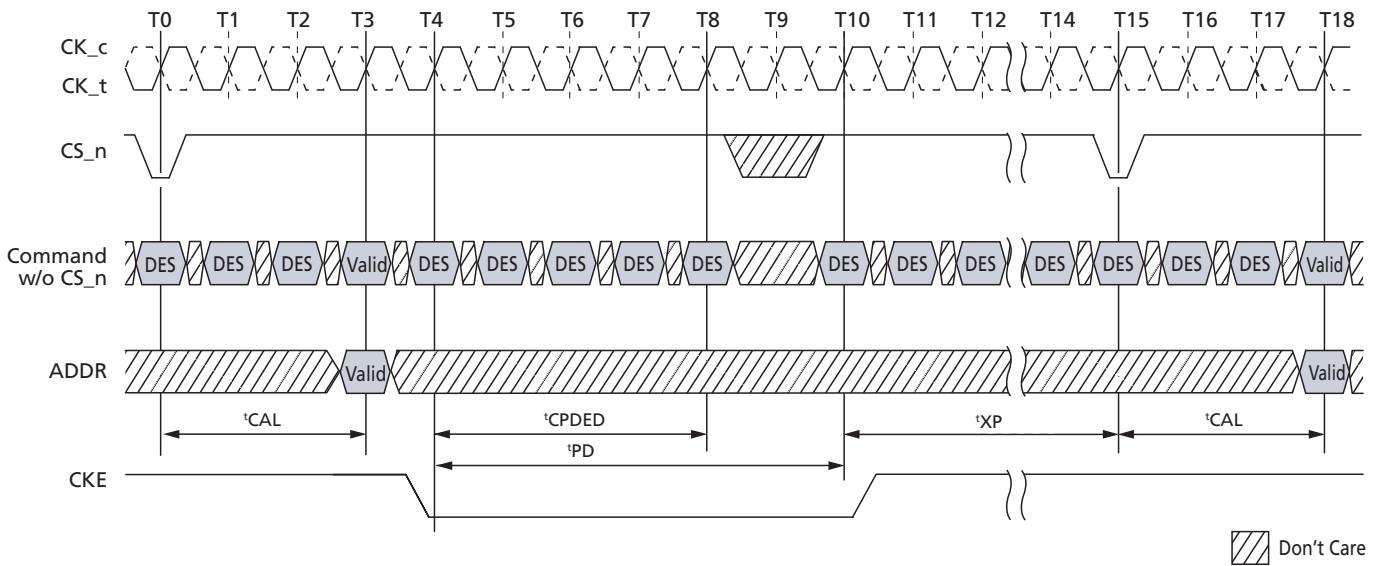 T0 T1 T2 T3 T4 T5 T6 T7 T8 T9 T10 T11 T12 T14 T15 T16 T17 T18
CK_c
CK_t
CS_n
Command
w/o CS_n
DES DES DES Valid DES DES DES DES DES DES DES DES DES DES DES DES Valid
ADDR
Valid Valid
tCAL tCPDED tXP tCAL
tPD
CKE
Don't Care